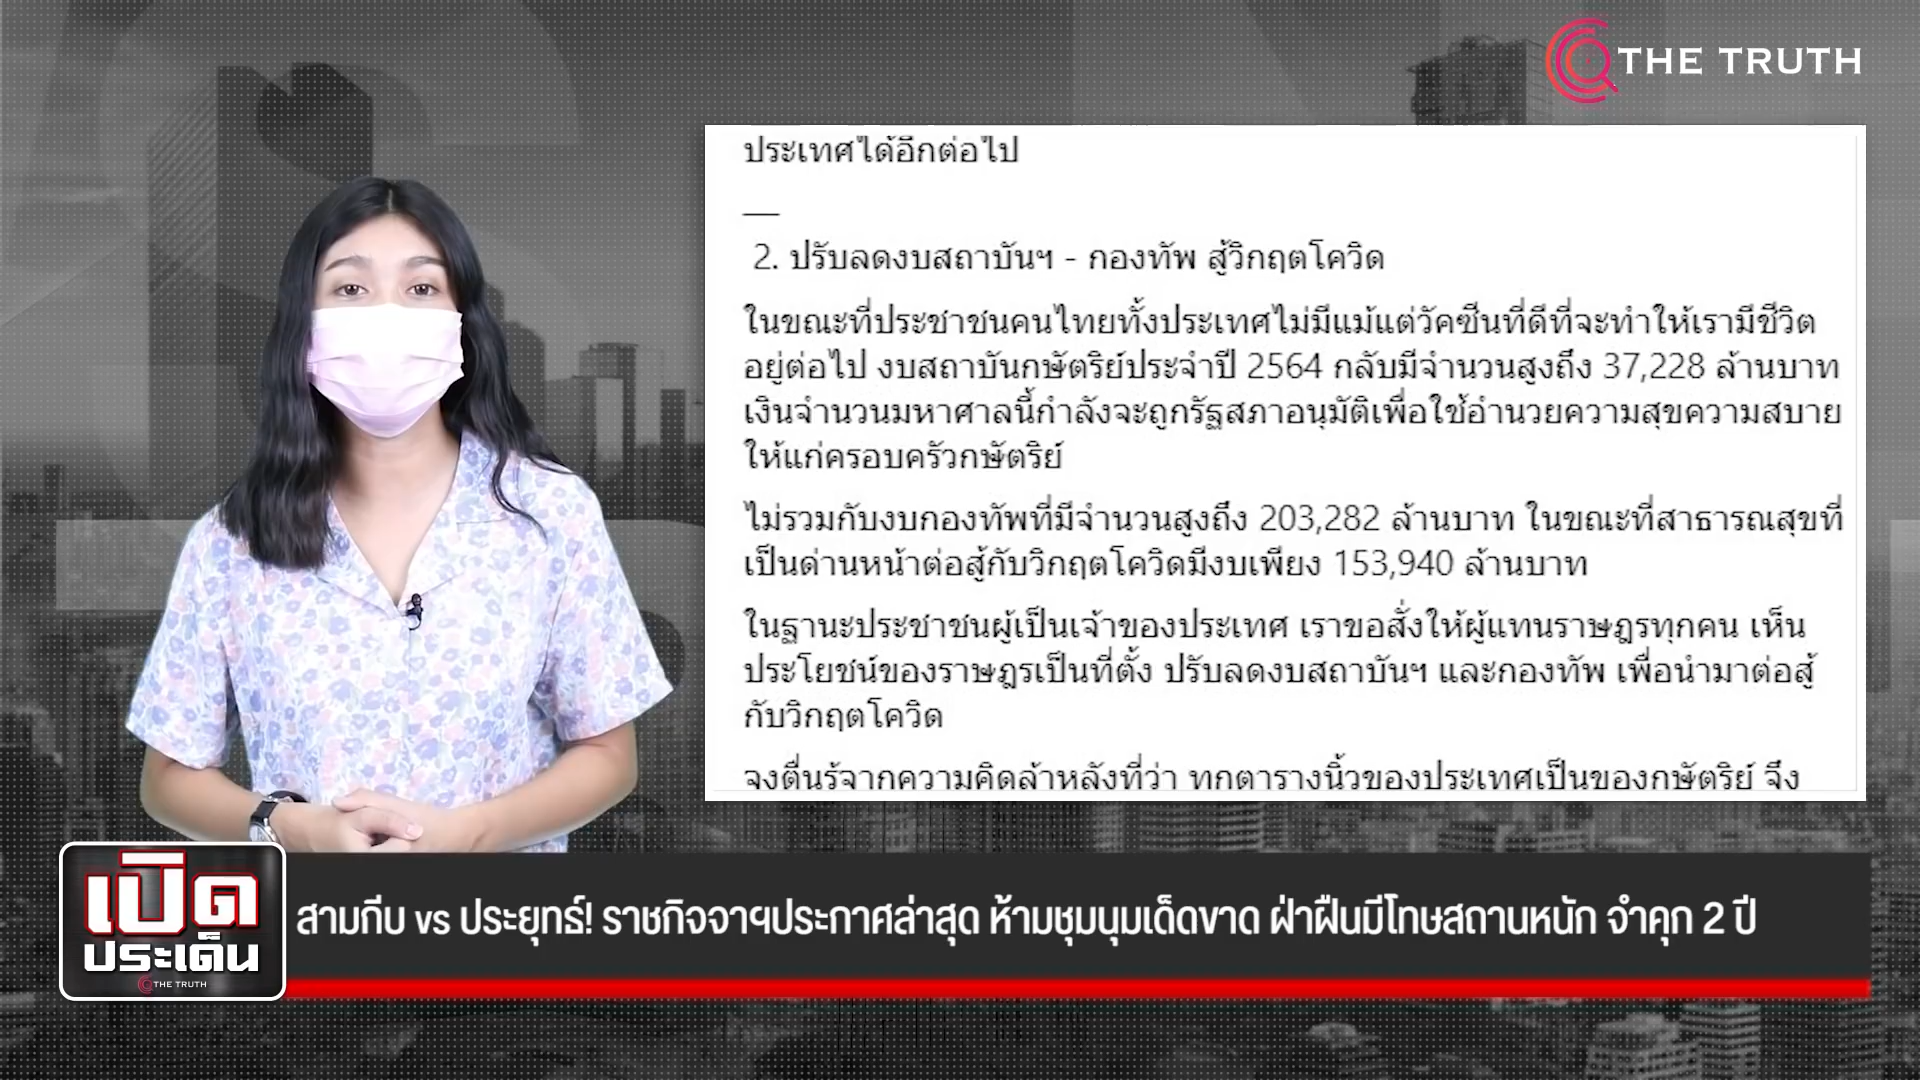 THE TRUTH
ประเทศได้อีกต่อไป
—
2. ปรับลดงบสถาบันฯ - กองทัพ สู้วิกฤตโควิด
ในขณะที่ประชาชนคนไทยทั้งประเทศไม่มีแม้แต่วัคซีนที่ดีที่จะทำให้เรามีชีวิต
อยู่ต่อไป งบสถาบันกษัตริย์ประจำปี 2564 กลับมีจำนวนสูงถึง 37,228 ล้านบาท
เงินจำนวนมหาศาลนี้กำลังจะถูกรัฐสภาอนุมัติเพื่อใช้อำนวยความสุขความสบาย
ให้แก่ครอบครัวกษัตริย์
ไม่รวมกับงบกองทัพที่มีจำนวนสูงถึง 203,282 ล้านบาท ในขณะที่สาธารณสุขที่
เป็นด่านหน้าต่อสู้กับวิกฤตโควิดมีงบเพียง 153,940 ล้านบาท
ในฐานะประชาชนผู้เป็นเจ้าของประเทศ เราขอสั่งให้ผู้แทนราษฎรทุกคน เห็น
ประโยชน์ของราษฎรเป็นที่ตั้ง ปรับลดงบสถาบันฯ และกองทัพ เพื่อนำมาต่อสู้
กับวิกฤตโควิด
จงตื่นรู้จากความคิดล้าหลังที่ว่า ทุกตารางนิ้วของประเทศเป็นของกษัตริย์ จึง
เปิด
ประเด็น
THE TRUTH
สามกีบ vs ประยุทธ์! ราชกิจจาฯประกาศล่าสุด ห้ามชุมนุมเด็ดขาด ฝ่าฝืนมีโทษสถานหนัก จำคุก 2 ปี